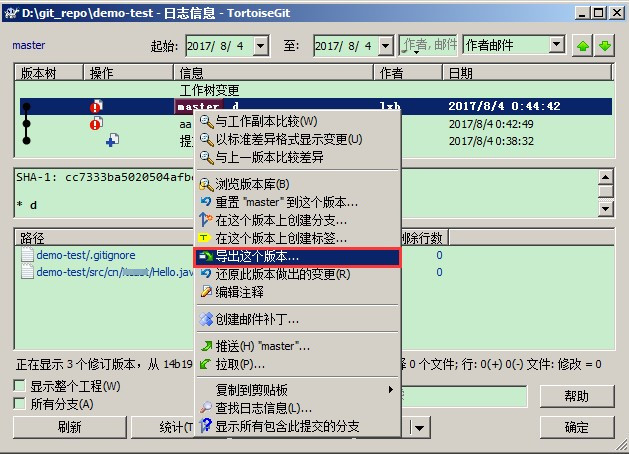 D:\git_repo\demo-test - 日志信息 - TortoiseGit
master 起始: 2017/ 8/ 4 至: 2017/ 8/ 4 作者, 邮件 作者邮件
版本树 操作 信息 作者 日期
工作树变更
master d lxh 2017/8/4 0:44:42
aa 2017/8/4 0:42:49
提 2017/8/4 0:38:32
与工作副本比较(W)
以标准差异格式显示变更(U)
与上一版本比较差异
SHA-1: cc7333ba5020504afb
* d
浏览版本库(B)
重置 "master" 到这个版本...
在这个版本上创建分支...
在这个版本上创建标签...
导出这个版本...
还原此版本做出的变更(R)
编辑注释
创建邮件补丁...
推送(H) "master"...
拉取(P)...
复制到剪贴板
查找日志信息(L)...
显示所有包含此提交的分支
路径 删除行数
demo-test/.gitignore 0
demo-test/src/cn/ /Hello.jav 0
正在显示 3 个修订版本，从 14b19 择 0 个文件; 行: 0(+) 0(-) 文件: 修改 = 0
显示整个工程(W)
所有分支(A)
帮助
刷新 统计(T 确定